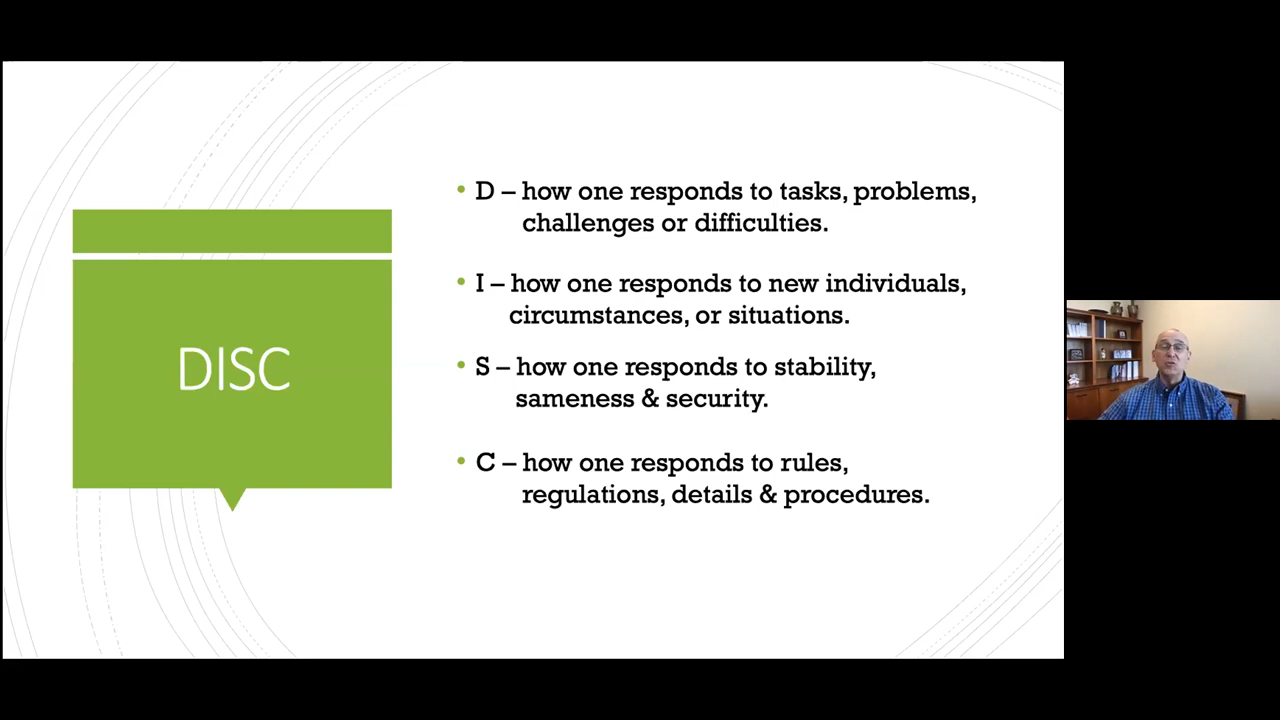 DISC
D – how one responds to tasks, problems,
challenges or difficulties.
I – how one responds to new individuals,
circumstances, or situations.
S – how one responds to stability,
sameness & security.
C – how one responds to rules,
regulations, details & procedures.